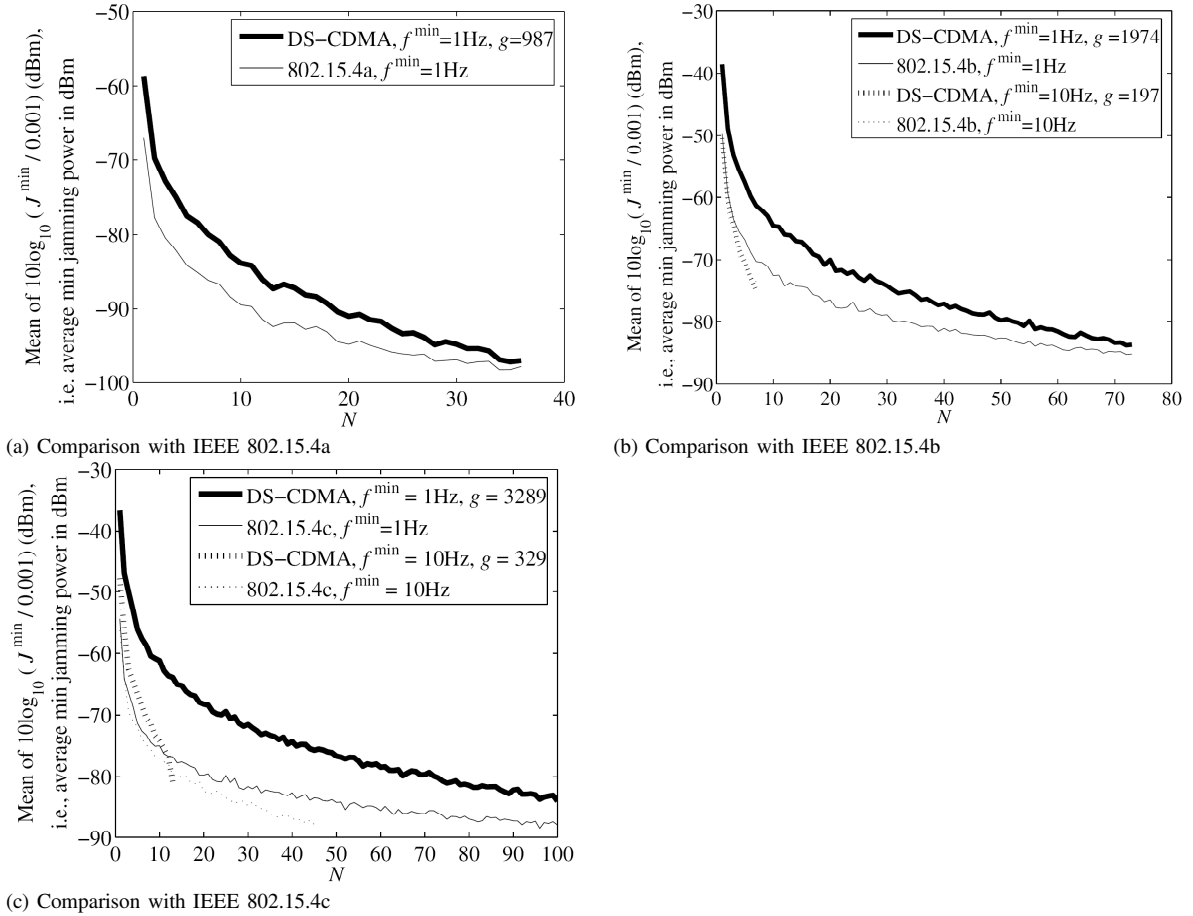 −50
−60
−70
−80
−90
−100
0
10
20
30
40
N
Mean of 10log10( J min / 0.001) (dBm),
i.e. average min jamming power in dBm
DS−CDMA, f min=1Hz, g=987
802.15.4a, f min=1Hz
(a) Comparison with IEEE 802.15.4a
−30
−40
−50
−60
−70
−80
−90
0
10
20
30
40
50
60
70
80
N
Mean of 10log10( J min / 0.001) (dBm),
i.e., average min jamming power in dBm
DS−CDMA, f min=1Hz, g =1974
802.15.4b, f min=1Hz
DS−CDMA, f min=10Hz, g =197
802.15.4b, f min=10Hz
(b) Comparison with IEEE 802.15.4b
−30
−40
−50
−60
−70
−80
−90
0
10
20
30
40
50
60
70
80
90
100
N
Mean of 10log10( J min / 0.001) (dBm),
i.e., average min jamming power in dBm
DS−CDMA, f min = 1Hz, g = 3289
802.15.4c, f min=1Hz
DS−CDMA, f min = 10Hz, g = 329
802.15.4c, f min = 10Hz
(c) Comparison with IEEE 802.15.4c